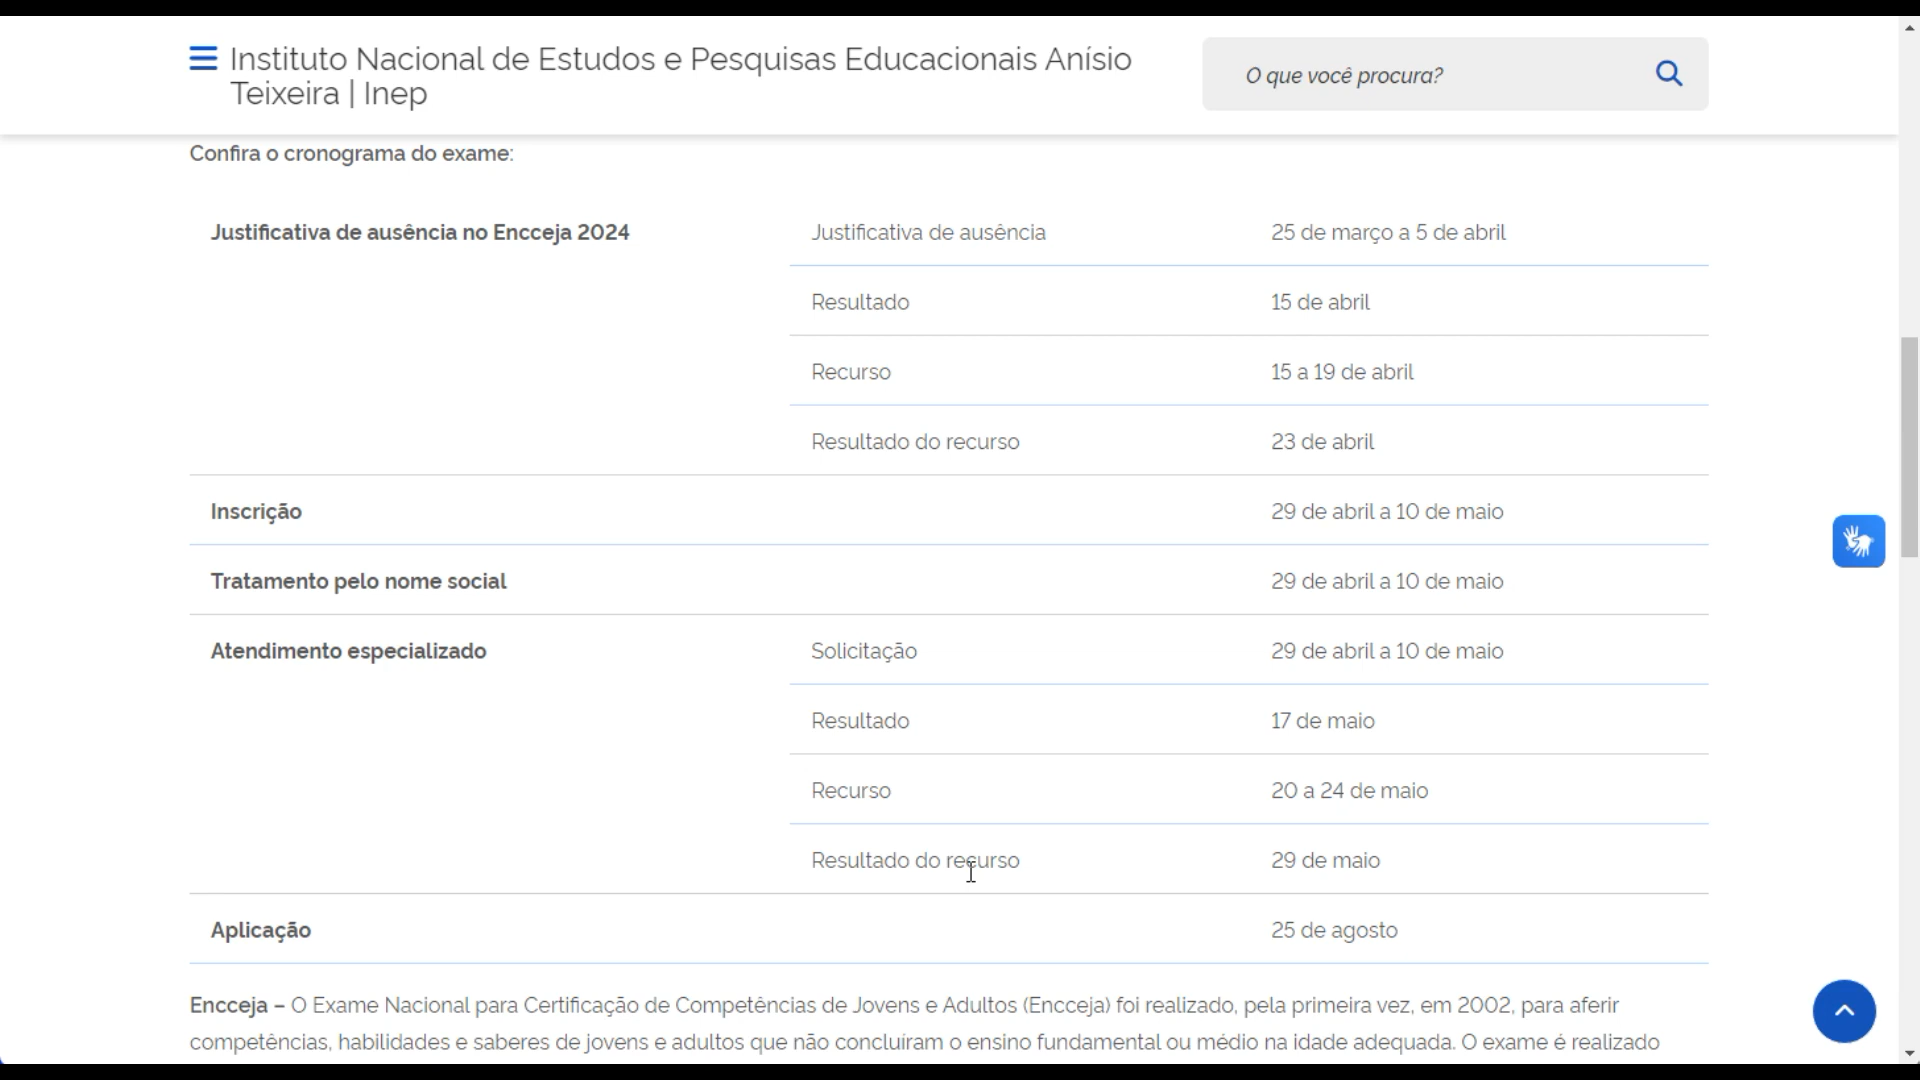 Instituto Nacional de Estudos e Pesquisas Educacionais Anísio
Teixeira | Inep
O que você procura?
Confira o cronograma do exame:
Justificativa de ausência no Encceja 2024 Justificativa de ausência 25 de março a 5 de abril
Resultado 15 de abril
Recurso 15 a 19 de abril
Resultado do recurso 23 de abril
Inscrição 29 de abril a 10 de maio
Tratamento pelo nome social 29 de abril a 10 de maio
Atendimento especializado Solicitação 29 de abril a 10 de maio
Resultado 17 de maio
Recurso 20 a 24 de maio
Resultado do recurso 29 de maio
Aplicação 25 de agosto
Encceja – O Exame Nacional para Certificação de Competências de Jovens e Adultos (Encceja) foi realizado, pela primeira vez, em 2002, para aferir
competências, habilidades e saberes de jovens e adultos que não concluíram o ensino fundamental ou médio na idade adequada. O exame é realizado